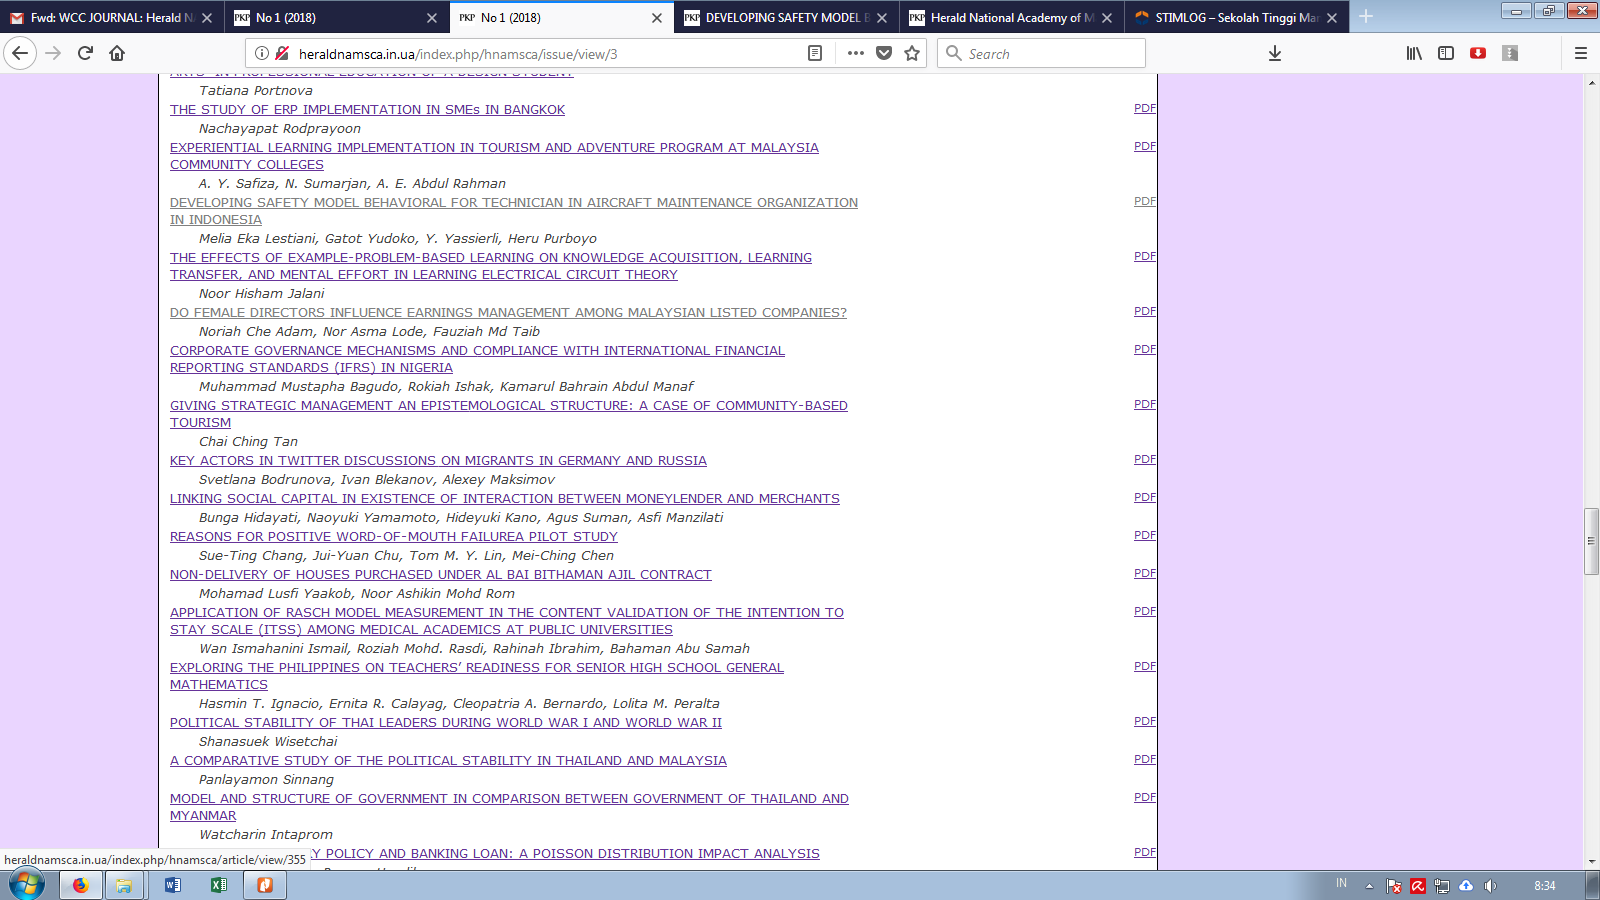 Fwd: WCC JOURNAL: Herald N
PKP No 1 (2018)
PKP No 1 (2018)
PKP DEVELOPING SAFETY MODEL B
PKP Herald National Academy of M
STIMLOG – Sekolah Tinggi Man
heraldnamsca.in.ua/index.php/hnamsca/issue/view/3
Search
ARTS" IN PROFESSIONAL EDUCATION OF A DESIGN STUDENT
Tatiana Portnova
THE STUDY OF ERP IMPLEMENTATION IN SMEs IN BANGKOK PDF
Nachayapat Rodprayoon
EXPERIENTIAL LEARNING IMPLEMENTATION IN TOURISM AND ADVENTURE PROGRAM AT MALAYSIA PDF
COMMUNITY COLLEGES
A. Y. Safiza, N. Sumarjan, A. E. Abdul Rahman
DEVELOPING SAFETY MODEL BEHAVIORAL FOR TECHNICIAN IN AIRCRAFT MAINTENANCE ORGANIZATION PDF
IN INDONESIA
Melia Eka Lestiani, Gatot Yudoko, Y. Yassierli, Heru Purboyo
THE EFFECTS OF EXAMPLE-PROBLEM-BASED LEARNING ON KNOWLEDGE ACQUISITION, LEARNING PDF
TRANSFER, AND MENTAL EFFORT IN LEARNING ELECTRICAL CIRCUIT THEORY
Noor Hisham Jalani
DO FEMALE DIRECTORS INFLUENCE EARNINGS MANAGEMENT AMONG MALAYSIAN LISTED COMPANIES? PDF
Noriah Che Adam, Nor Asma Lode, Fauziah Md Taib
CORPORATE GOVERNANCE MECHANISMS AND COMPLIANCE WITH INTERNATIONAL FINANCIAL PDF
REPORTING STANDARDS (IFRS) IN NIGERIA
Muhammad Mustapha Bagudo, Rokiah Ishak, Kamarul Bahrain Abdul Manaf
GIVING STRATEGIC MANAGEMENT AN EPISTEMOLOGICAL STRUCTURE: A CASE OF COMMUNITY-BASED PDF
TOURISM
Chai Ching Tan
KEY ACTORS IN TWITTER DISCUSSIONS ON MIGRANTS IN GERMANY AND RUSSIA PDF
Svetlana Bodrunova, Ivan Blekanov, Alexey Maksimov
LINKING SOCIAL CAPITAL IN EXISTENCE OF INTERACTION BETWEEN MONEYLENDER AND MERCHANTS PDF
Bunga Hidayati, Naoyuki Yamamoto, Hideyuki Kano, Agus Suman, Asfi Manzilati
REASONS FOR POSITIVE WORD-OF-MOUTH FAILUREA PILOT STUDY PDF
Sue-Ting Chang, Jui-Yuan Chu, Tom M. Y. Lin, Mei-Ching Chen
NON-DELIVERY OF HOUSES PURCHASED UNDER AL BAI BITHAMAN AJIL CONTRACT PDF
Mohamad Lusfi Yaakob, Noor Ashikin Mohd Rom
APPLICATION OF RASCH MODEL MEASUREMENT IN THE CONTENT VALIDATION OF THE INTENTION TO PDF
STAY SCALE (ITSS) AMONG MEDICAL ACADEMICS AT PUBLIC UNIVERSITIES
Wan Ismahanini Ismail, Roziah Mohd. Rasdi, Rahinah Ibrahim, Bahaman Abu Samah
EXPLORING THE PHILIPPINES ON TEACHERS' READINESS FOR SENIOR HIGH SCHOOL GENERAL PDF
MATHEMATICS
Hasmin T. Ignacio, Ernita R. Calayag, Cleopatria A. Bernardo, Lolita M. Peralta
POLITICAL STABILITY OF THAI LEADERS DURING WORLD WAR I AND WORLD WAR II PDF
Shanasuek Wisetchai
A COMPARATIVE STUDY OF THE POLITICAL STABILITY IN THAILAND AND MALAYSIA PDF
Panlayamon Sinnang
MODEL AND STRUCTURE OF GOVERNMENT IN COMPARISON BETWEEN GOVERNMENT OF THAILAND AND PDF
MYANMAR
Watcharin Intaprom
Y POLICY AND BANKING LOAN: A POISSON DISTRIBUTION IMPACT ANALYSIS PDF
heraldnamsca.in.ua/index.php/hnamsca/article/view/355
IN
8:34